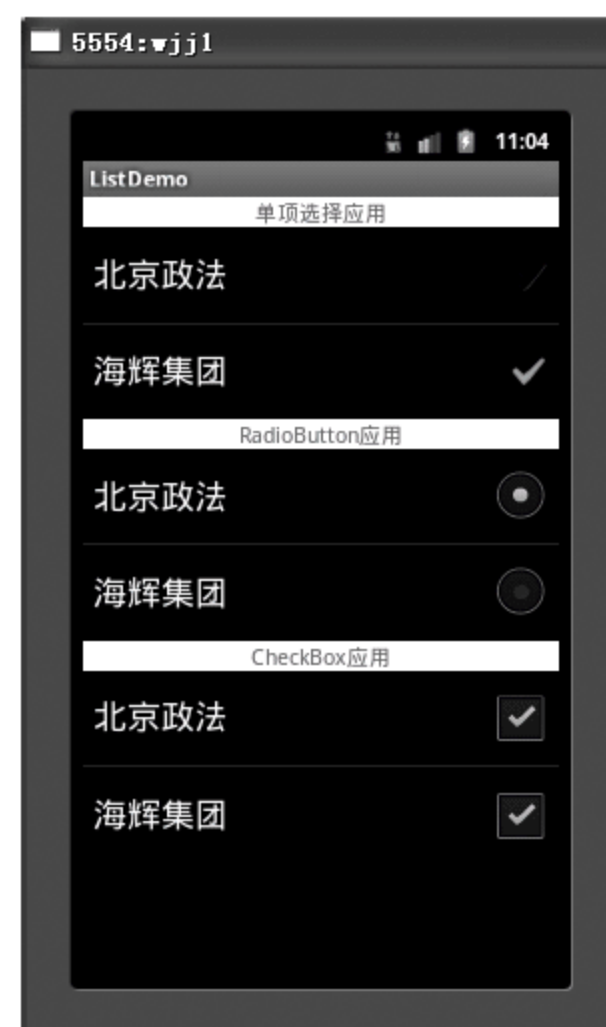 5554:wjj1
11:04
ListDemo
单项选择应用
北京政法
海辉集团
RadioButton应用
北京政法
海辉集团
CheckBox应用
北京政法
海辉集团